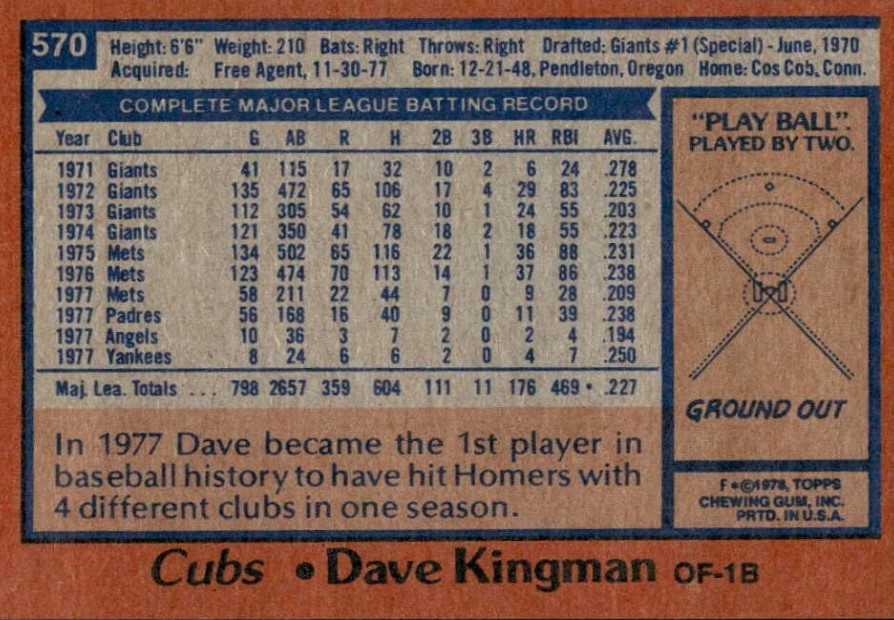 570
Height: 6'6" Weight: 210 Bats: Right Throws: Right Drafted: Giants #1 (Special) - June, 1970
Acquired: Free Agent, 11-30-77 Born: 12-21-48, Pendleton, Oregon Home: Cos Cob, Conn.
COMPLETE MAJOR LEAGUE BATTING RECORD
Year Club G AB R H 2B 3B HR RBI AVG.
1971 Giants 41 115 17 32 10 2 6 24 .278
1972 Giants 135 472 65 106 17 4 29 83 .225
1973 Giants 112 305 54 62 10 1 24 55 .203
1974 Giants 121 350 41 78 18 2 18 55 .223
1975 Mets 134 502 65 116 22 1 36 88 .231
1976 Mets 123 474 70 113 14 1 37 86 .238
1977 Mets 58 211 22 44 7 0 9 28 .209
1977 Padres 56 168 16 40 9 0 11 39 .238
1977 Angels 10 36 3 7 2 0 2 4 .194
1977 Yankees 8 24 6 6 2 0 4 7 .250
Maj. Lea. Totals ... 798 2657 359 604 111 11 176 469 • .227
In 1977 Dave became the 1st player in
baseball history to have hit Homers with
4 different clubs in one season.
"PLAY BALL".
PLAYED BY TWO.
GROUND OUT
F*©1978, TOPPS
CHEWING GUM, INC.
PRTD. IN U.S.A.
Cubs • Dave Kingman OF-1B